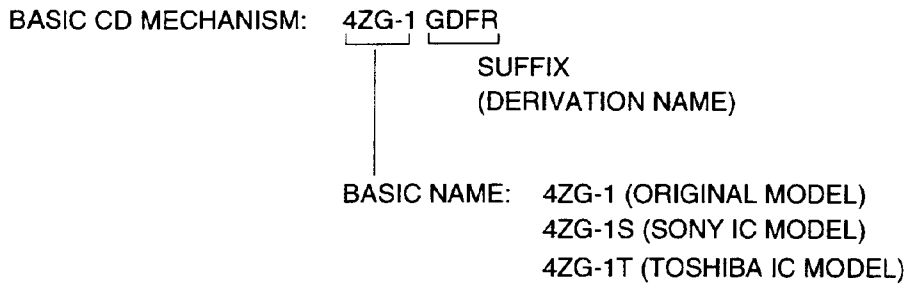 BASIC CD MECHANISM: 4ZG-1 GDFR
SUFFIX
(DERIVATION NAME)
BASIC NAME: 4ZG-1 (ORIGINAL MODEL)
4ZG-1S (SONY IC MODEL)
4ZG-1T (TOSHIBA IC MODEL)